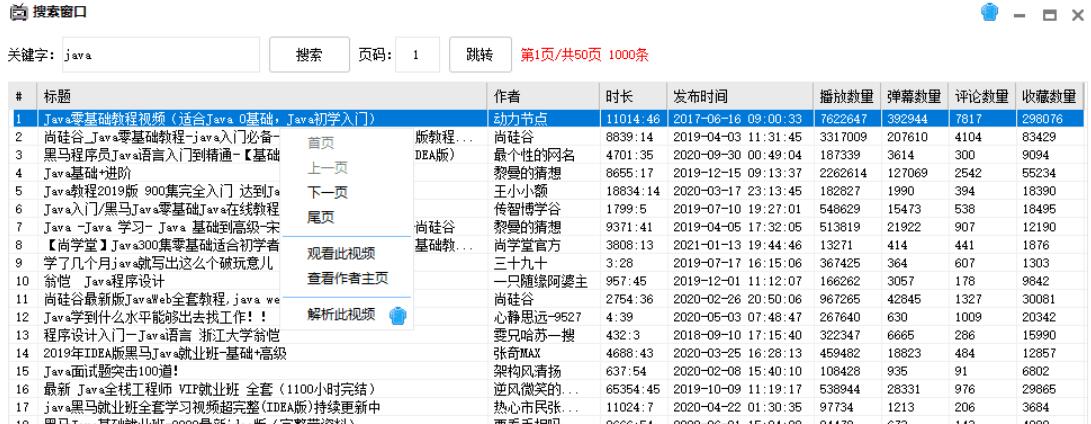 搜索窗口
关键字: java 搜索 页码: 1 跳转 第1页/共50页 1000条
# 标题 作者 时长 发布时间 播放数量 弹幕数量 评论数量 收藏数量
1 Java零基础教程视频(适合Java 0基础, Java初学入门) 动力节点 11014:46 2017-06-16 09:00:33 7622647 392944 7817 298076
2 尚硅谷_Java零基础教程-java入门必备- 版教程... 尚硅谷 8839:14 2019-04-03 11:31:45 3317009 207610 4104 83429
3 黑马程序员Java语言入门到精通-【基础 DEA版) 最个性的网名 4701:35 2020-09-30 00:49:04 187339 3614 300 9094
4 Java基础+进阶 黎曼的猜想 8655:17 2019-12-15 09:13:37 2262614 127069 2542 55234
5 Java教程2019版 900集完全入门 达到Ja 王小小额 18834:14 2020-03-17 23:13:45 182827 1990 394 18390
6 Java入门/黑马Java零基础Java在线教程 传智博学谷 1799:5 2019-07-10 19:27:01 548629 15473 538 18495
7 Java -Java 学习- Java 基础到高级-宋 尚硅谷 黎曼的猜想 9371:41 2019-04-05 17:32:05 513819 21922 907 12190
8 【尚学堂】Java300集零基础适合初学者 基础教... 尚学堂官方 3808:13 2021-01-13 19:44:46 13271 414 441 1876
9 学了几个月java就写出这么个破玩意儿 三十九十 3:28 2019-07-17 16:15:06 367425 364 607 1303
10 翁恺 Java程序设计 一只随缘阿婆主 957:45 2019-12-01 11:12:07 166262 3057 178 9842
11 尚硅谷最新版JavaWeb全套教程,java we 尚硅谷 2754:36 2020-02-26 20:50:06 967265 42845 1327 30081
12 Java学到什么水平能够出去找工作!! 心静思远-9527 4:39 2020-05-03 07:48:47 267640 630 1009 20342
13 程序设计入门—Java语言 浙江大学翁恺 雯兄哈苏一搜 432:3 2018-09-10 17:15:40 322347 6665 286 15990
14 2019年IDEA版黑马Java就业班-基础+高级 张奇MAX 4688:43 2020-03-25 16:28:13 459482 18823 484 12857
15 Java面试题突击100道! 架构风清扬 637:54 2020-02-08 15:40:10 108428 935 91 6802
16 最新 Java全栈工程师 VIP就业班 全套(1100小时完结) 逆风微笑的... 65354:45 2019-10-09 11:19:17 538944 28331 976 29865
17 java黑马就业班全套学习视频超完整(IDEA版)持续更新中 热心市民张... 11024:7 2020-04-22 01:30:35 97734 1213 206 3684
首页
上一页
下一页
尾页
观看此视频
查看作者主页
解析此视频